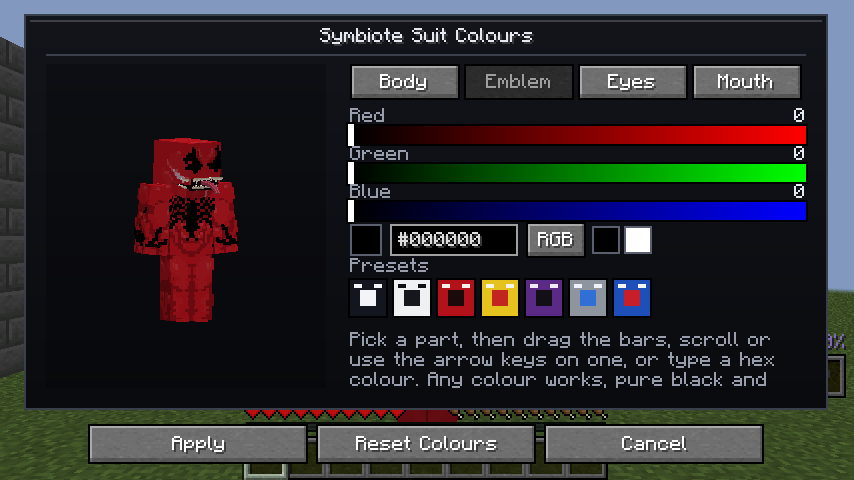 Symbiote Suit Colours
Body Emblem Eyes Mouth
Red 0
Green 0
Blue 0
#000000 RGB
Presets
Pick a part, then drag the bars, scroll or
use the arrow keys on one, or type a hex
colour. Any colour works, pure black and
Apply Reset Colours Cancel